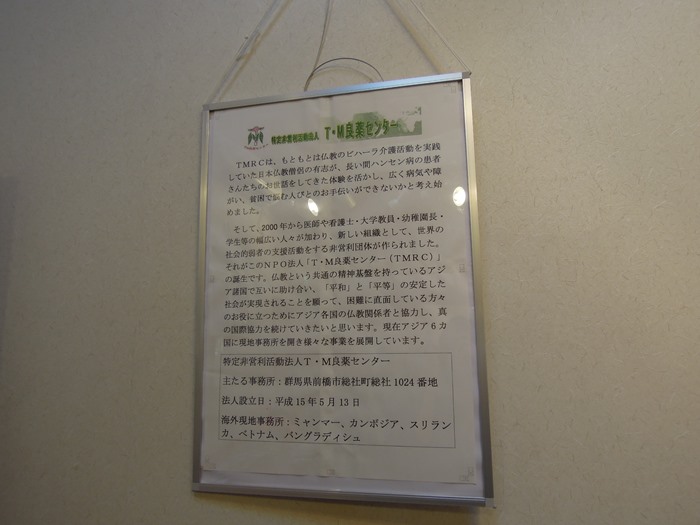 特定非営利活動法人 T・M良薬センター
TMRCは、もともとは仏教のビハーラ介護活動を実践
していた日本仏教僧侶の有志が、長い間ハンセン病の患者
さんたちのお世話をしてきた体験を活かし、広く病気や障
がい、貧困で悩む人びとのお手伝いができないかと考え始
めました。
そして、2000年から医師や看護士・大学教員・幼稚園長・
学生等の幅広い人々が加わり、新しい組織として、世界の
社会的弱者の支援活動をする非営利団体が作られました。
それがこのNPO法人「T・M良薬センター(TMRC)」
の誕生です。仏教という共通の精神基盤を持っているアジ
ア諸国で互いに助け合い、「平和」と「平等」の安定した
社会が実現されることを願って、困難に直面している方々
のお役に立つためにアジア各国の仏教関係者と協力し、真
の国際協力を続けていきたいと思います。現在アジア6カ
国に現地事務所を開き様々な事業を展開しています。
特定非営利活動法人T・M良薬センター
主たる事務所:群馬県前橋市総社町総社1024番地
法人設立日:平成15年5月13日
海外現地事務所:ミャンマー、カンボジア、スリラン
カ、ベトナム、バングラディシュ